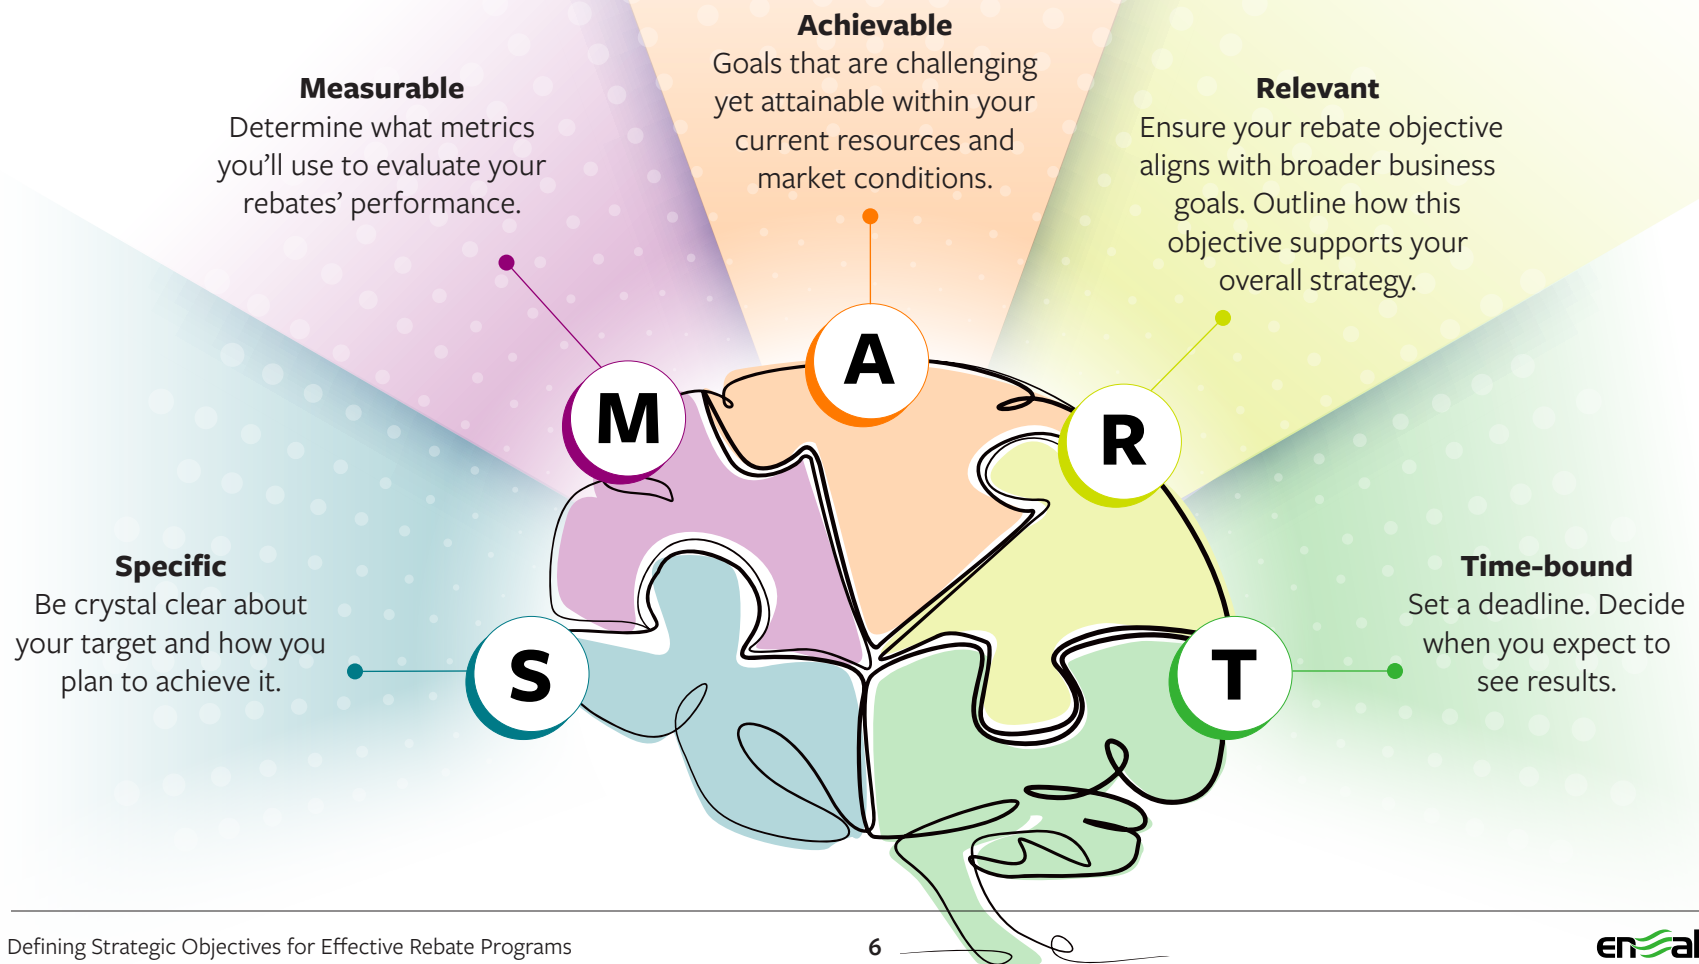 Achievable
Goals that are challenging
yet attainable within your
current resources and
market conditions.
Measurable
Determine what metrics
you'll use to evaluate your
rebates' performance.
Relevant
Ensure your rebate objective
aligns with broader business
goals. Outline how this
objective supports your
overall strategy.
Specific
Be crystal clear about
your target and how you
plan to achieve it.
Time-bound
Set a deadline. Decide
when you expect to
see results.
S
M
A
R
T
Defining Strategic Objectives for Effective Rebate Programs
6